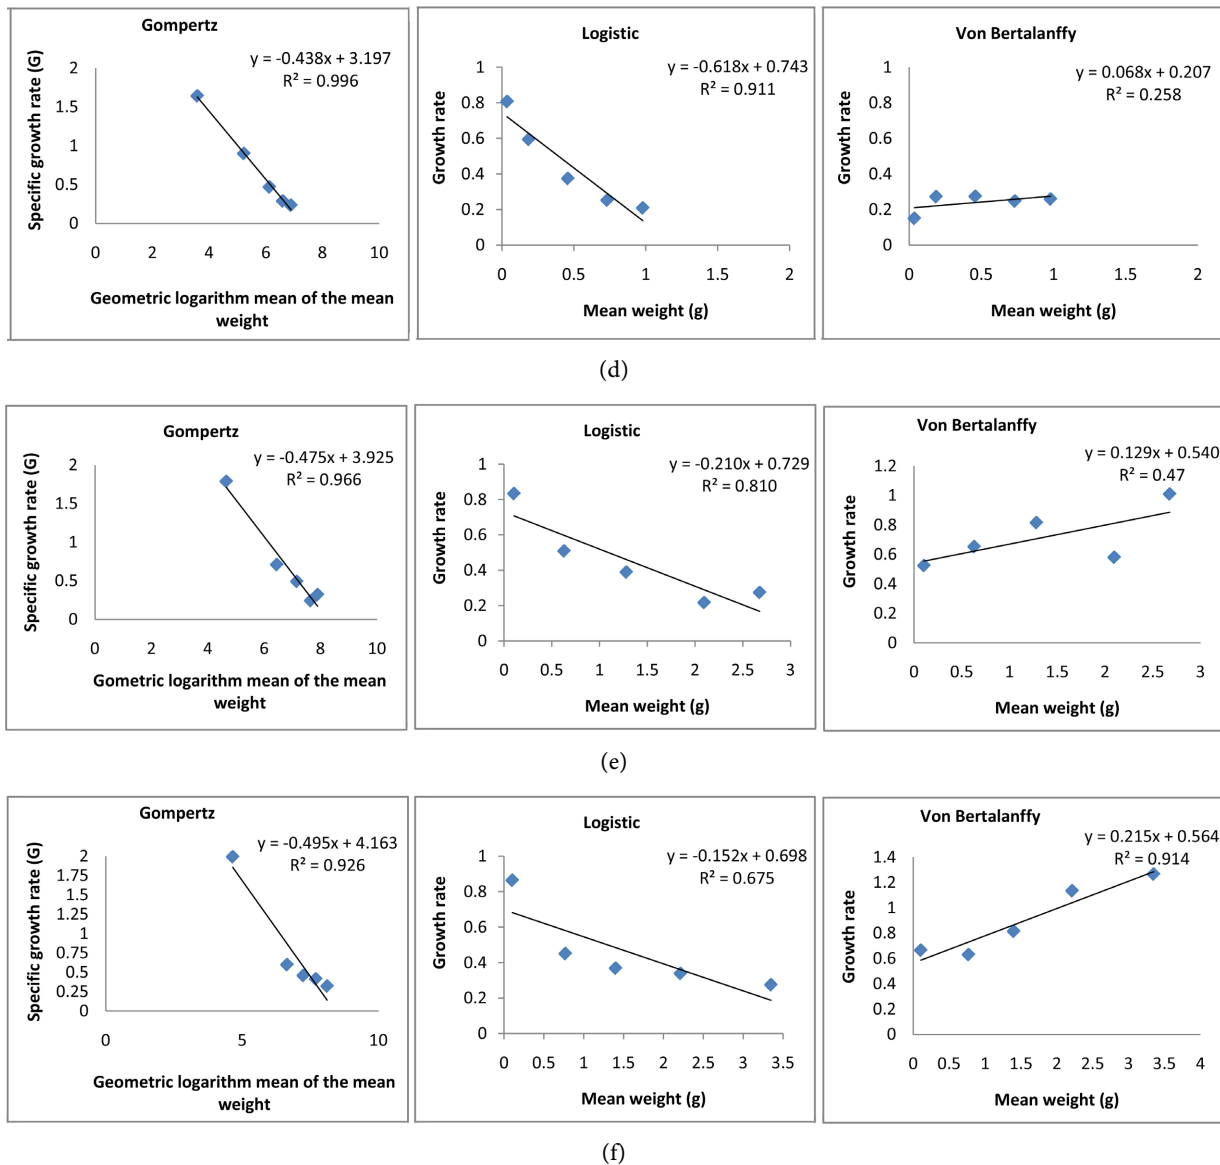 Gompertz
y = -0.438x + 3.197
R² = 0.996
Specific growth rate (G)
2
1.5
1
0.5
0
0 2 4 6 8 10
Geometric logarithm mean of the mean
weight
Logistic
y = -0.618x + 0.743
R² = 0.911
Growth rate
1
0.8
0.6
0.4
0.2
0
0 0.5 1 1.5 2
Mean weight (g)
Von Bertalanffy
y = 0.068x + 0.207
R² = 0.258
Growth rate
1
0.8
0.6
0.4
0.2
0
0 0.5 1 1.5 2
Mean weight (g)
(d)
Gompertz
y = -0.475x + 3.925
R² = 0.966
Specific growth rate (G)
2
1.5
1
0.5
0
0 2 4 6 8 10
Gometric logarithm mean of the mean
weight
Logistic
y = -0.210x + 0.729
R² = 0.810
Growth rate
1
0.8
0.6
0.4
0.2
0
0 0.5 1 1.5 2 2.5 3
Mean weight (g)
Von Bertalanffy
y = 0.129x + 0.540
R² = 0.47
Growth rate
1.2
1
0.8
0.6
0.4
0.2
0
0 0.5 1 1.5 2 2.5 3
Mean weight (g)
(e)
Gompertz
y = -0.495x + 4.163
R² = 0.926
Specific growth rate (G)
2
1.75
1.5
1.25
1
0.75
0.5
0.25
0
0 5 10
Geometric logarithm mean of the mean
weight
Logistic
y = -0.152x + 0.698
R² = 0.675
Growth rate
1
0.8
0.6
0.4
0.2
0
0 0.5 1 1.5 2 2.5 3 3.5
Mean weight (g)
Von Bertalanffy
y = 0.215x + 0.564
R² = 0.914
Growth rate
1.4
1.2
1
0.8
0.6
0.4
0.2
0
0 0.5 1 1.5 2 2.5 3 3.5 4
Mean weight (g)
(f)